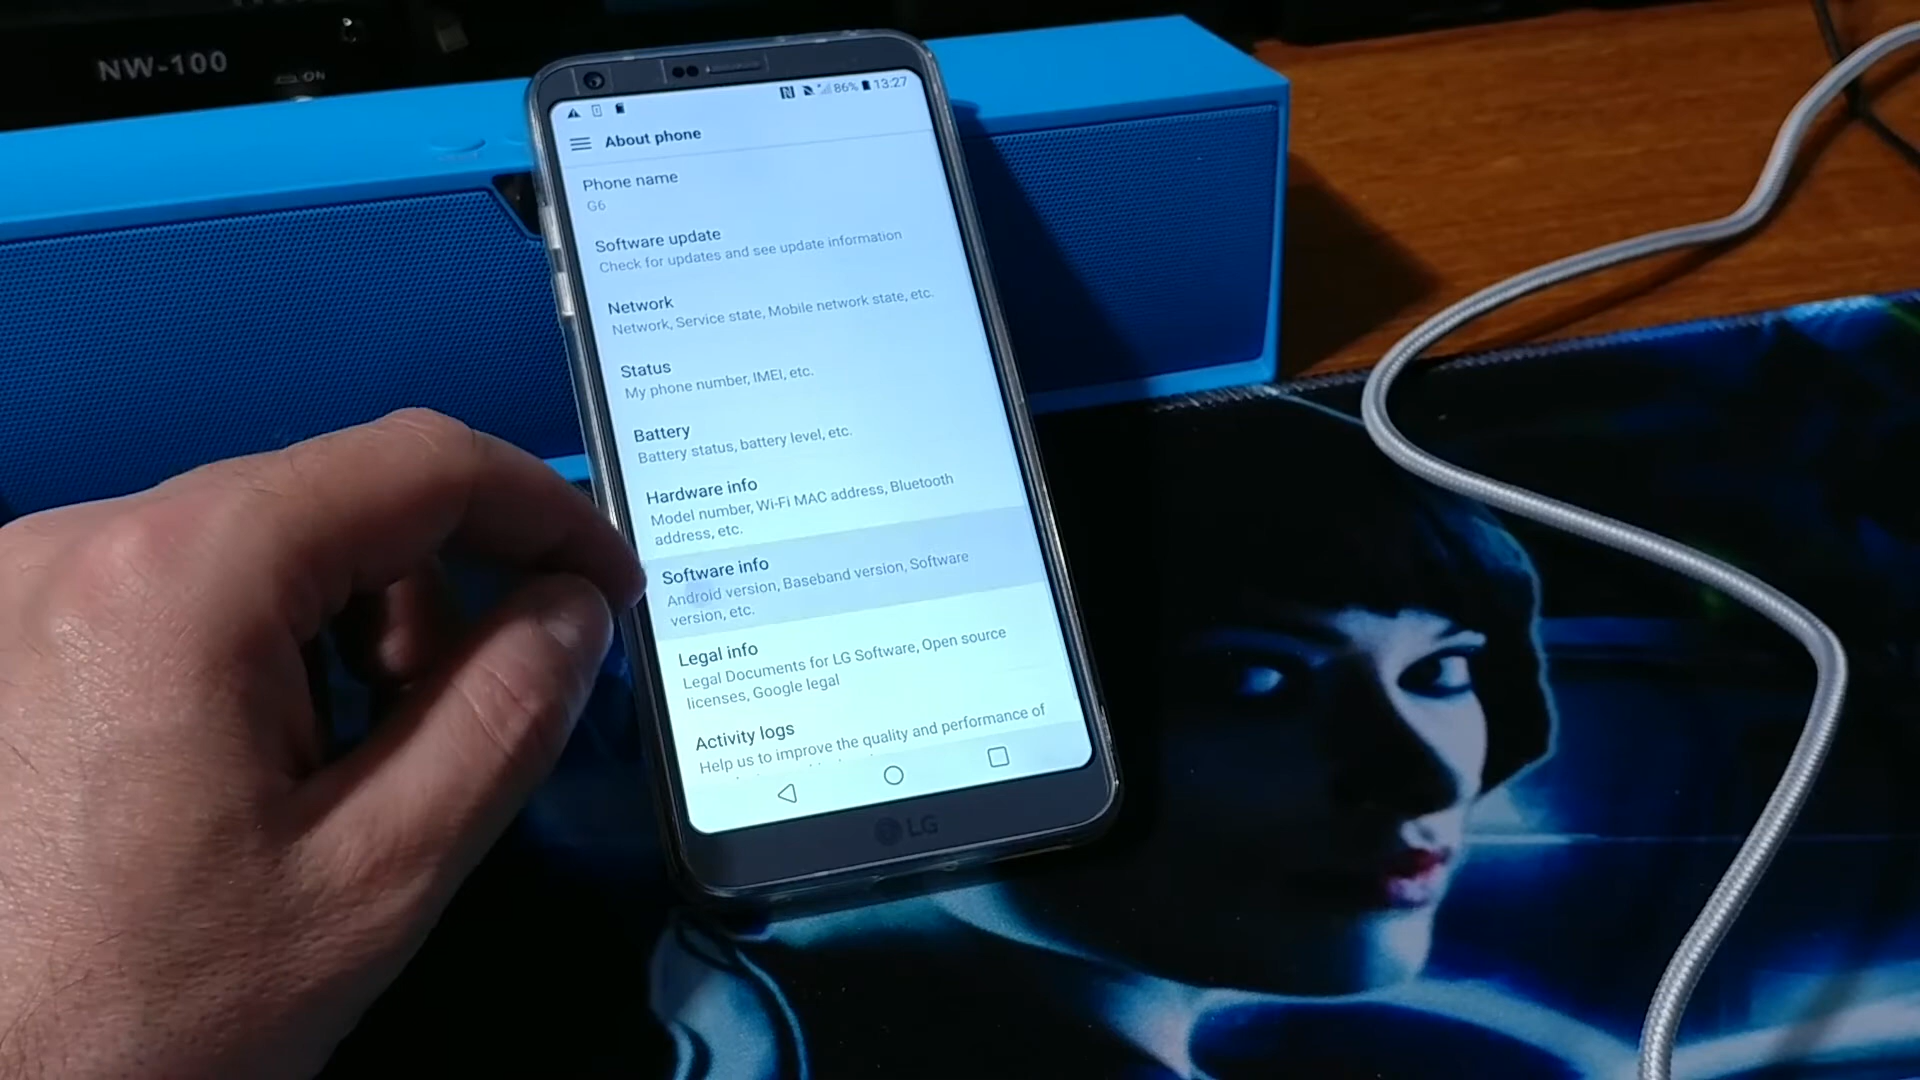 NW-100
ON
86% 13:27
About phone
Phone name
G6
Software update
Check for updates and see update information
Network
Network, Service state, Mobile network state, etc.
Status
My phone number, IMEI, etc.
Battery
Battery status, battery level, etc.
Hardware info
Model number, Wi-Fi MAC address, Bluetooth
address, etc.
Software info
Android version, Baseband version, Software
version, etc.
Legal info
Legal Documents for LG Software, Open source
licenses, Google legal
Activity logs
Help us to improve the quality and performance of
LG